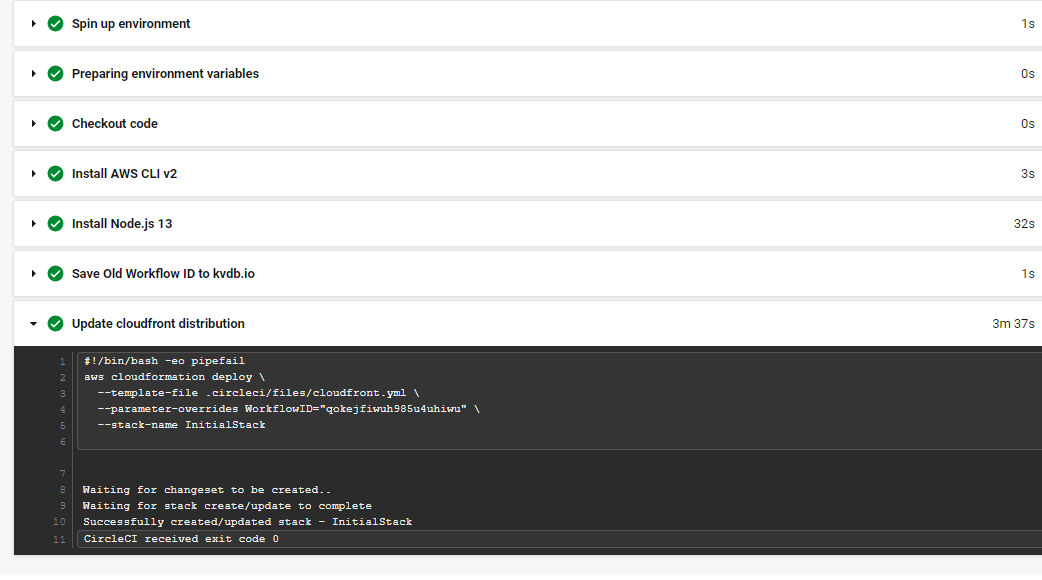 Spin up environment 1s
Preparing environment variables 0s
Checkout code 0s
Install AWS CLI v2 3s
Install Node.js 13 32s
Save Old Workflow ID to kvdb.io 1s
Update cloudfront distribution 3m 37s
1 #!/bin/bash -eo pipefail
2 aws cloudformation deploy \
3 --template-file .circleci/files/cloudfront.yml \
4 --parameter-overrides WorkflowID="qokejfiwuh985u4uhiwu" \
5 --stack-name InitialStack
6
7
8 Waiting for changeset to be created..
9 Waiting for stack create/update to complete
10 Successfully created/updated stack - InitialStack
11 CircleCI received exit code 0